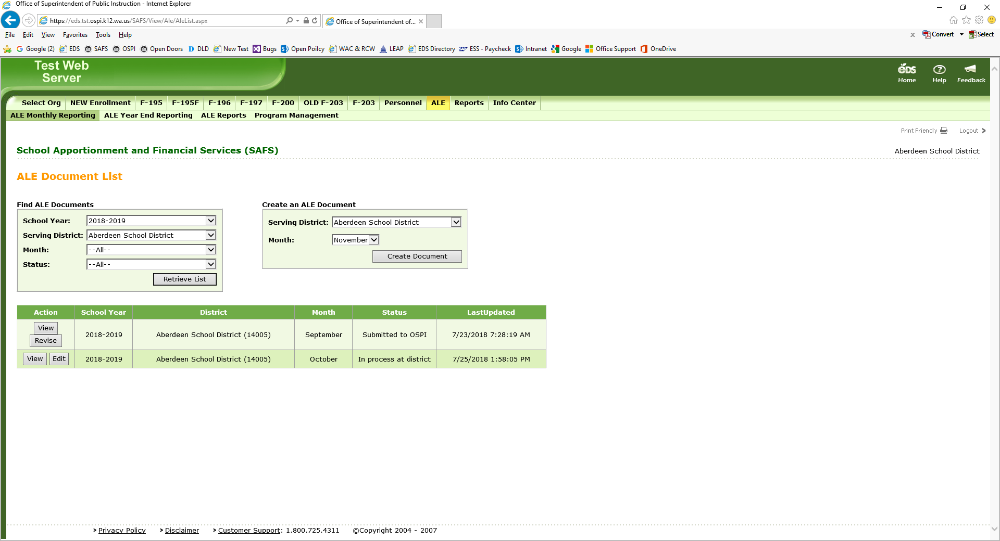 Office of Superintendent of Public Instruction - Internet Explorer
https://eds.tst.ospi.k12.wa.us/SAFS/View/Ale/AleList.aspx
Office of Superintendent of...
File Edit View Favorites Tools Help
Convert Select
Google (2) EDS SAFS OSPI Open Doors DLD New Test Bugs Open Poilcy WAC & RCW LEAP EDS Directory ESS - Paycheck Intranet Google Office Support OneDrive
Test Web
Server
eds
Home Help Feedback
Select Org NEW Enrollment F-195 F-195F F-196 F-197 F-200 OLD F-203 F-203 Personnel ALE Reports Info Center
ALE Monthly Reporting ALE Year End Reporting ALE Reports Program Management
Print Friendly Logout
School Apportionment and Financial Services (SAFS)
Aberdeen School District
ALE Document List
Find ALE Documents
School Year: 2018-2019
Serving District: Aberdeen School District
Month: --All--
Status: --All--
Retrieve List
Create an ALE Document
Serving District: Aberdeen School District
Month: November
Create Document
Action School Year District Month Status LastUpdated
View Revise 2018-2019 Aberdeen School District (14005) September Submitted to OSPI 7/23/2018 7:28:19 AM
View Edit 2018-2019 Aberdeen School District (14005) October In process at district 7/25/2018 1:58:05 PM
Privacy Policy Disclaimer Customer Support: 1.800.725.4311 ©Copyright 2004 - 2007